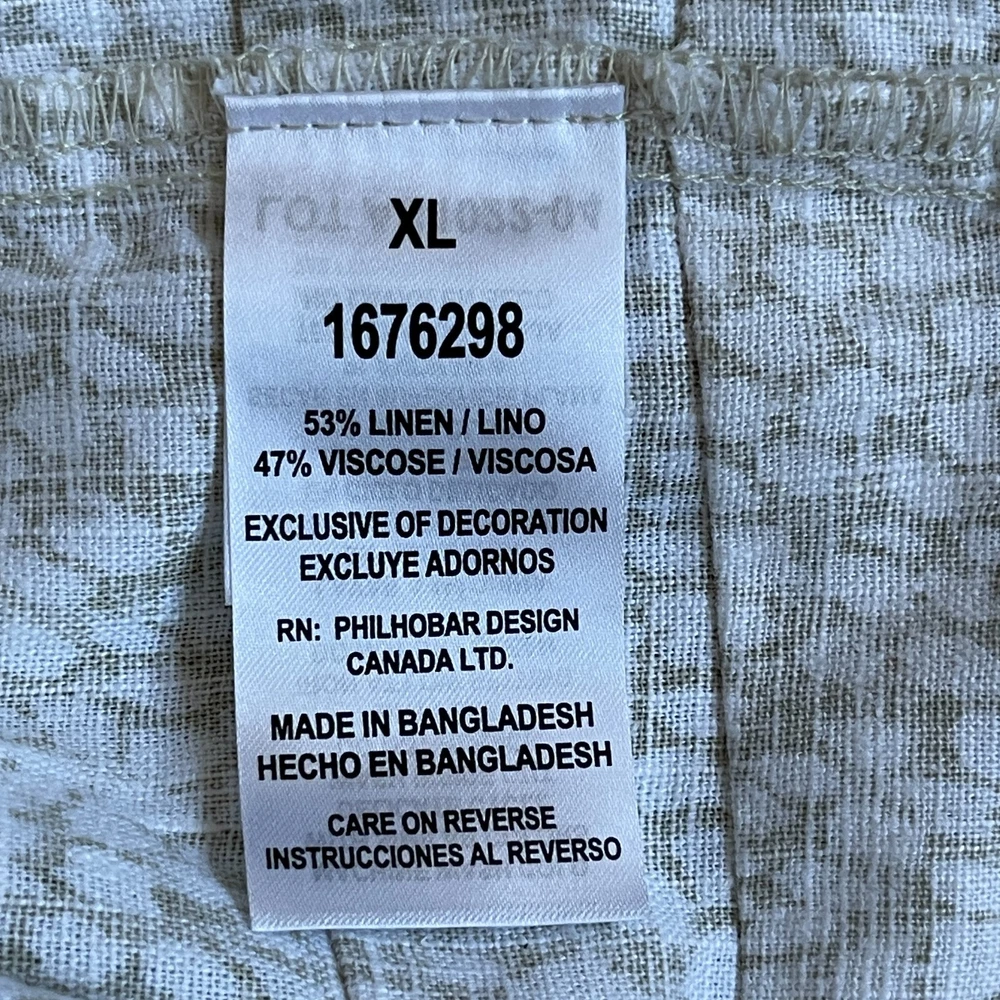 XL
1676298
53% LINEN / LINO
47% VISCOSE / VISCOSA
EXCLUSIVE OF DECORATION
EXCLUYE ADORNOS
RN: PHILHOBAR DESIGN
CANADA LTD.
MADE IN BANGLADESH
HECHO EN BANGLADESH
CARE ON REVERSE
INSTRUCCIONES AL REVERSO